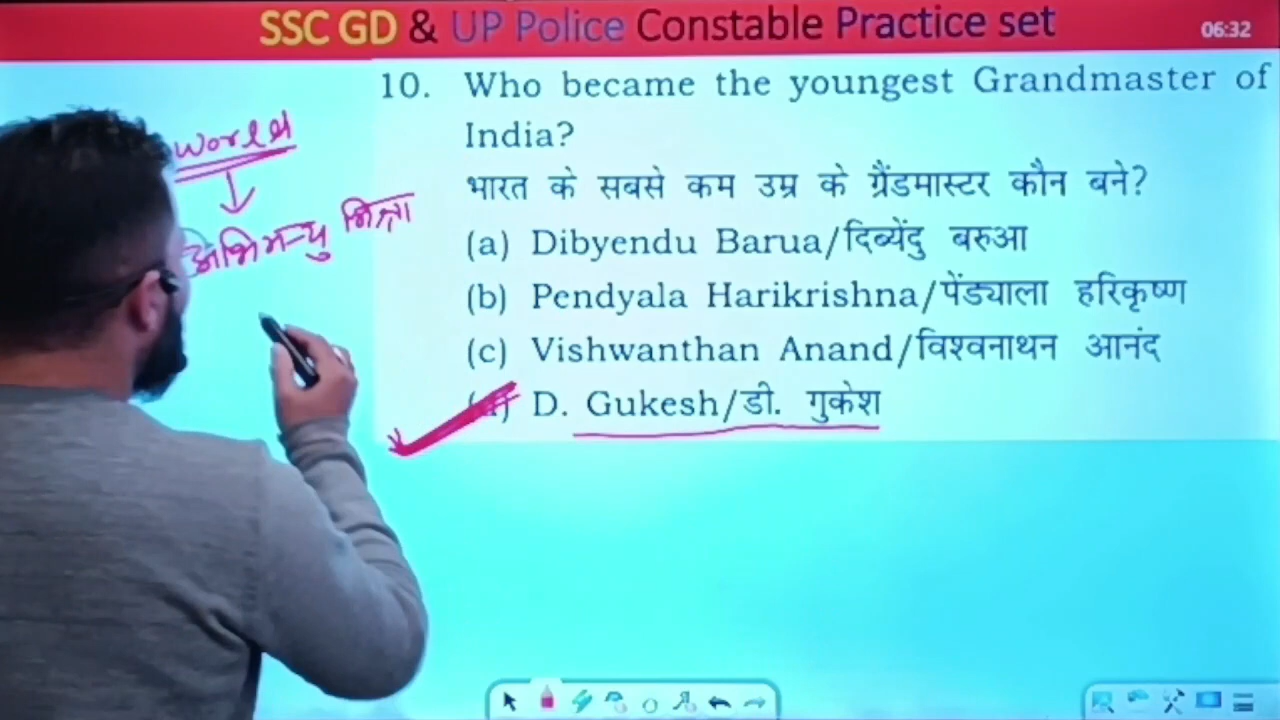 SSC GD & UP Police Constable Practice set
06:32
World
अभिमन्यु मिश्रा
10. Who became the youngest Grandmaster of
India?
भारत के सबसे कम उम्र के ग्रैंडमास्टर कौन बने?
(a) Dibyendu Barua/दिब्येंदु बरुआ
(b) Pendyala Harikrishna/पेंड्याला हरिकृष्ण
(c) Vishwanthan Anand/विश्वनाथन आनंद
(d) D. Gukesh/डी. गुकेश